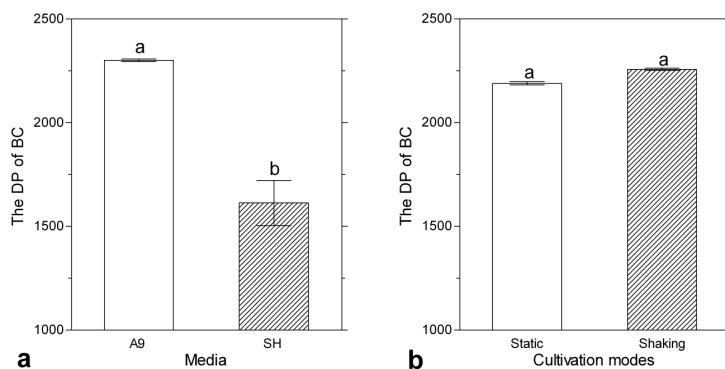 2500
2000
1500
1000
The DP of BC
a
b
A9
SH
Media
a
2500
2000
1500
1000
The DP of BC
a
a
Static
Shaking
Cultivation modes
b